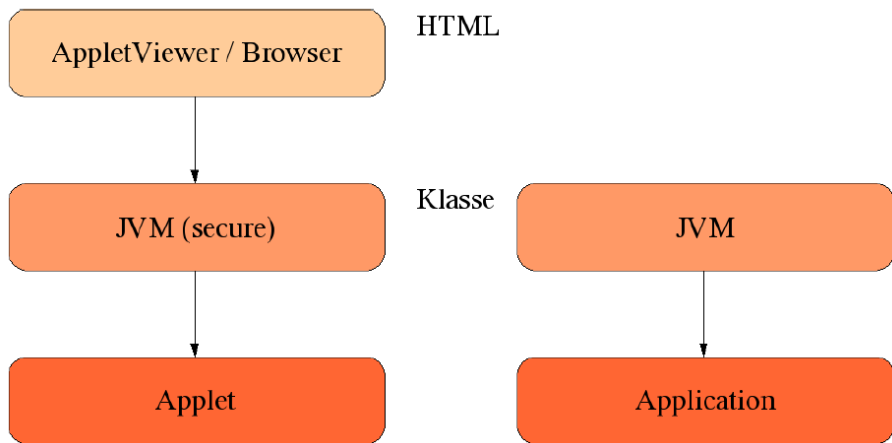 HTML
AppletViewer / Browser
Klasse
JVM (secure)
JVM
Applet
Application